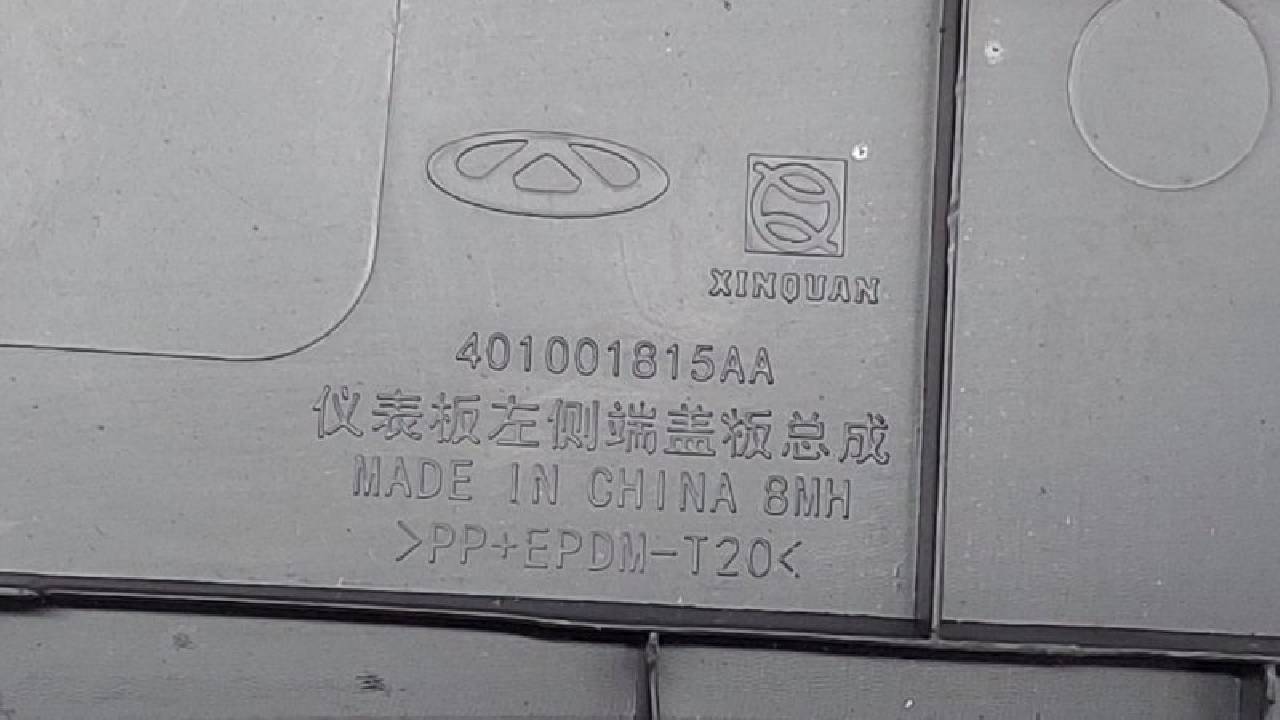 XINQUAN
401001815AA
仪表板左侧端盖板总成
MADE IN CHINA 8MH
>PP+EPDM-T20<